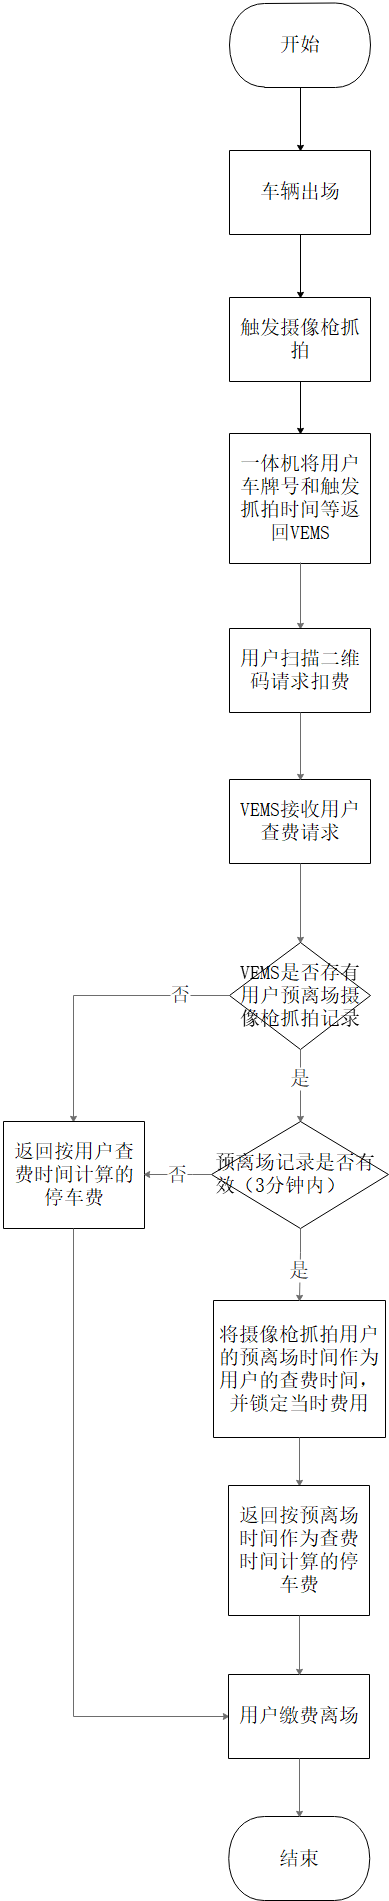 开始
车辆出场
触发摄像枪抓
拍
一体机将用户
车牌号和触发
抓拍时间等返
回VEMS
用户扫描二维
码请求扣费
VEMS接收用户
查费请求
VEMS是否存有
用户预离场摄
像枪抓拍记录
否
是
返回按用户查
费时间计算的
停车费
否
预离场记录是否有
效（3分钟内）
是
将摄像枪抓拍用户
的预离场时间作为
用户的查费时间，
并锁定当时费用
返回按预离场
时间作为查费
时间计算的停
车费
用户缴费离场
结束